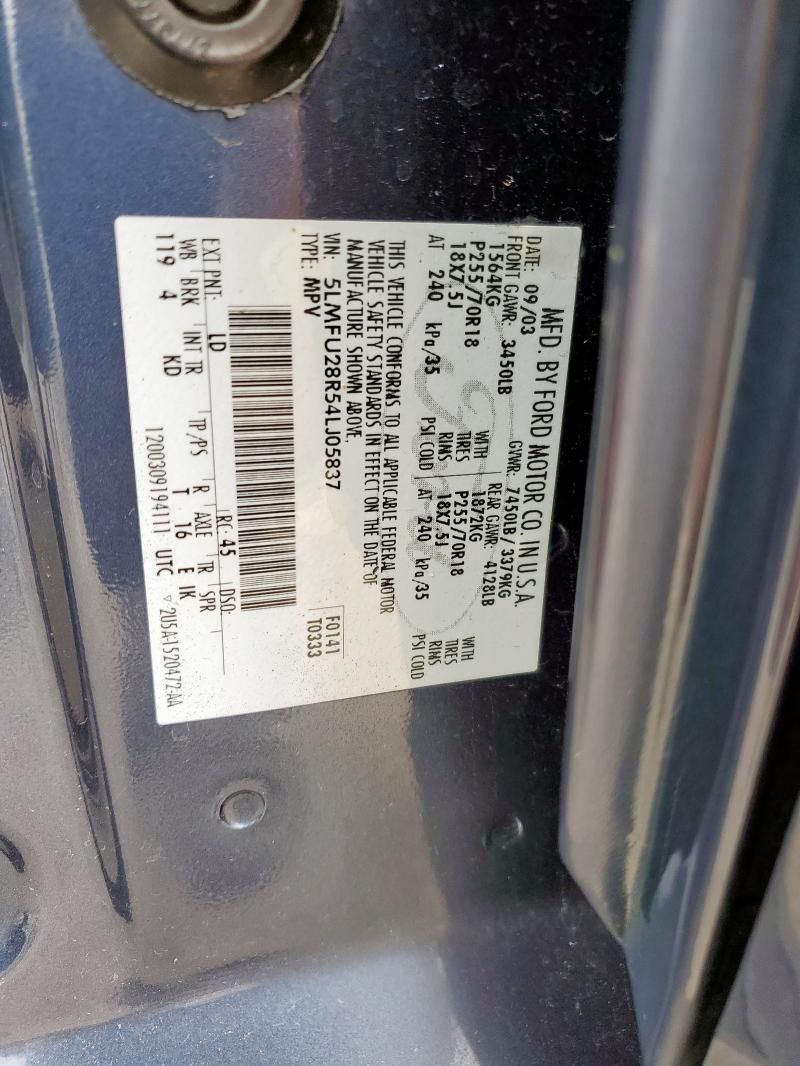 MFD. BY FORD MOTOR CO. IN U.S.A.
DATE: 09/03 GVWR: 7450LB / 3379KG
FRONT GAWR: 3450LB REAR GAWR: 4128LB
1564KG WITH 1872KG WITH
P255/70R18 TIRES P255/70R18 TIRES
18X7.5J RIMS 18X7.5J RIMS
AT 240 kPa/35 PSI COLD AT 240 kPa/35 PSI COLD
THIS VEHICLE CONFORMS TO ALL APPLICABLE FEDERAL MOTOR
VEHICLE SAFETY STANDARDS IN EFFECT ON THE DATE OF
MANUFACTURE SHOWN ABOVE.
VIN: 5LMFU28R54LJ05837 F0141
TYPE: MPV T0333
EXT PNT: LD RC: 45 DSO:
WB BRK INT TR TP/PS R AXLE TR SPR
119 4 KD T 16 E IK
1200309194111 UTC ▽ 2U5A-1520472-AA